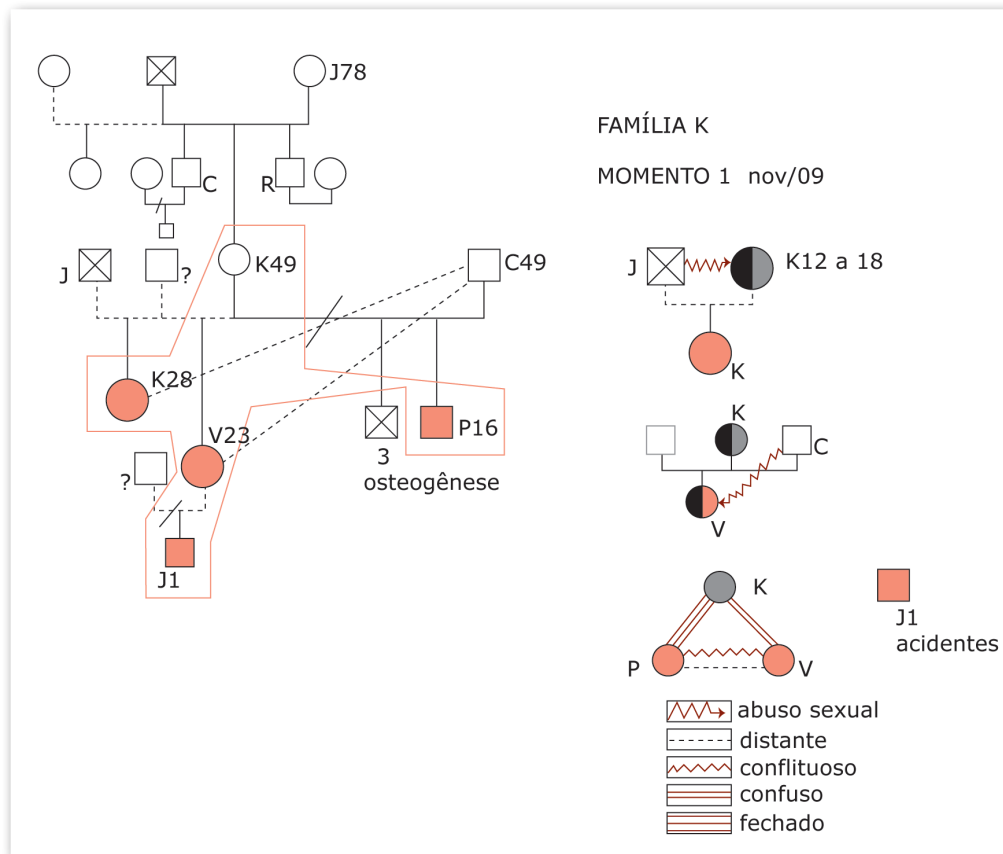 J78
C
R
J
?
K49
C49
K28
V23
?
P16
3
osteogênese
J1
FAMÍLIA K
MOMENTO 1 nov/09
J
K12 a 18
K
K
C
V
K
P
V
J1
acidentes
abuso sexual
distante
conflituoso
confuso
fechado